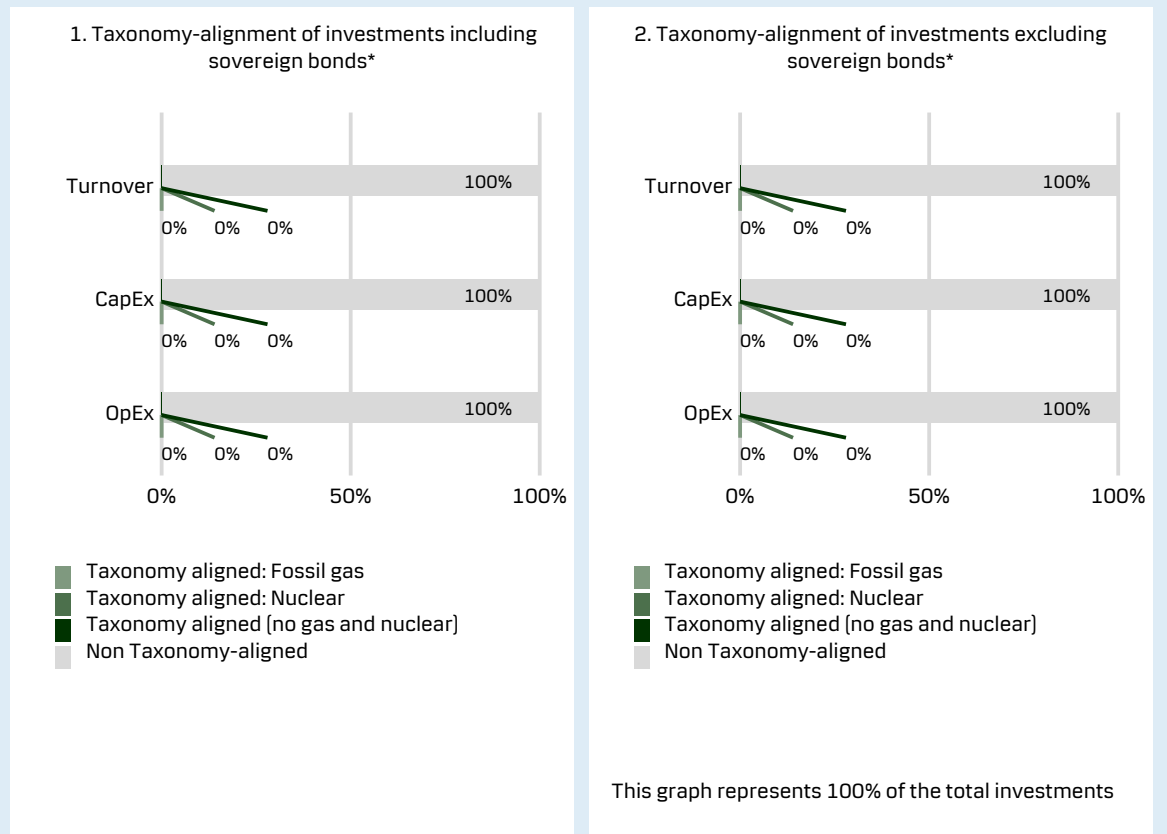 1. Taxonomy-alignment of investments including
sovereign bonds*
Turnover
100%
0% 0% 0%
CapEx
100%
0% 0% 0%
OpEx
100%
0% 0% 0%
0% 50% 100%
Taxonomy aligned: Fossil gas
Taxonomy aligned: Nuclear
Taxonomy aligned (no gas and nuclear)
Non Taxonomy-aligned
2. Taxonomy-alignment of investments excluding
sovereign bonds*
Turnover
100%
0% 0% 0%
CapEx
100%
0% 0% 0%
OpEx
100%
0% 0% 0%
0% 50% 100%
Taxonomy aligned: Fossil gas
Taxonomy aligned: Nuclear
Taxonomy aligned (no gas and nuclear)
Non Taxonomy-aligned
This graph represents 100% of the total investments